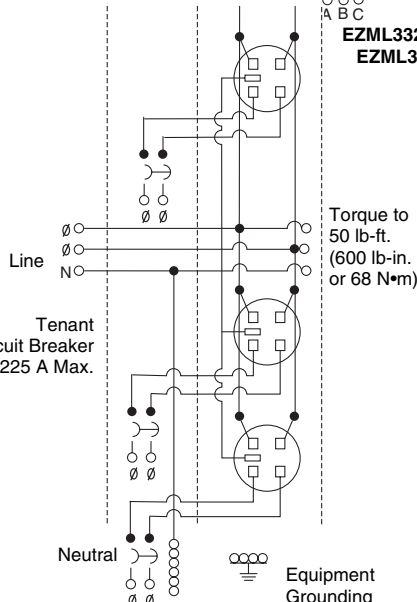 A B C
EZML332
EZML3
Ø Ø
Ø
Ø
Line
N
Torque to
50 lb-ft.
(600 lb-in.
or 68 N•m)
Tenant
cuit Breaker
225 A Max.
Ø Ø
Neutral
Ø Ø
Equipment
Grounding